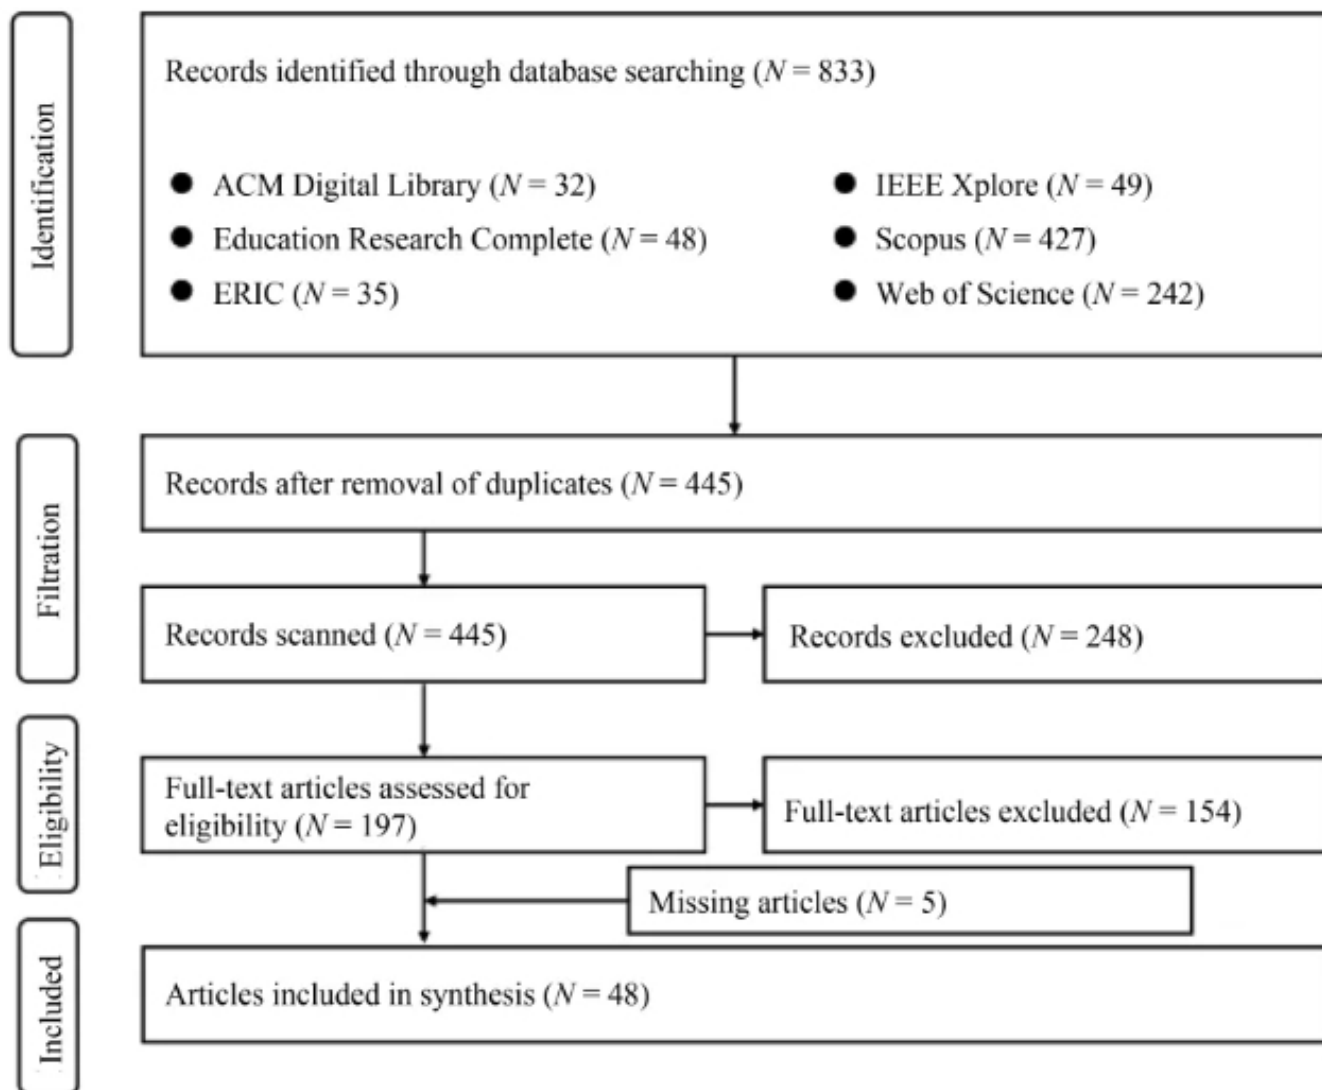 Identification
Records identified through database searching (N = 833)
ACM Digital Library (N = 32)
Education Research Complete (N = 48)
ERIC (N = 35)
IEEE Xplore (N = 49)
Scopus (N = 427)
Web of Science (N = 242)
Filtration
Records after removal of duplicates (N = 445)
Records scanned (N = 445)
Records excluded (N = 248)
Eligibility
Full-text articles assessed for
eligibility (N = 197)
Full-text articles excluded (N = 154)
Missing articles (N = 5)
Included
Articles included in synthesis (N = 48)